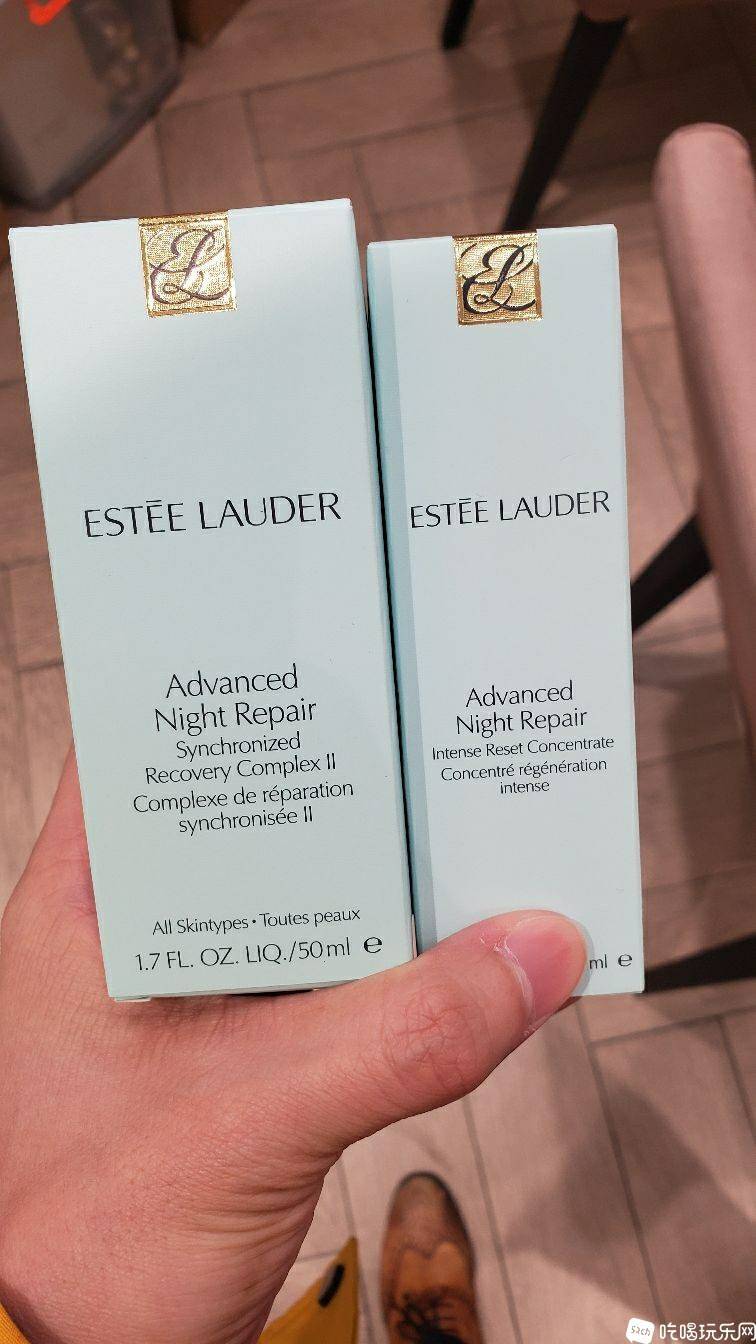 EL
ESTĒE LAUDER
Advanced
Night Repair
Synchronized
Recovery Complex II
Complexe de réparation
synchronisée II
All Skintypes • Toutes peaux
1.7 FL. OZ. LIQ./50 ml e
EL
ESTĒE LAUDER
Advanced
Night Repair
Intense Reset Concentrate
Concentré régénération
intense
ml e
52ch 吃喝玩乐网